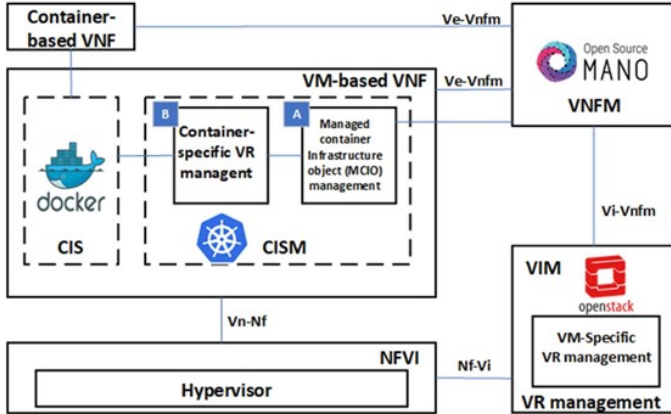 Container-
based VNF
Ve-Vnfm
Open Source
MANO
VNFM
VM-based VNF
Ve-Vnfm
B
Container-
specific VR
managent
A
Managed
container
Infrastructure
object (MCIO)
management
docker
CIS
CISM
Vi-Vnfm
VIM
openstack
VM-Specific
VR management
VR management
Vn-Nf
NFVI
Nf-Vi
Hypervisor